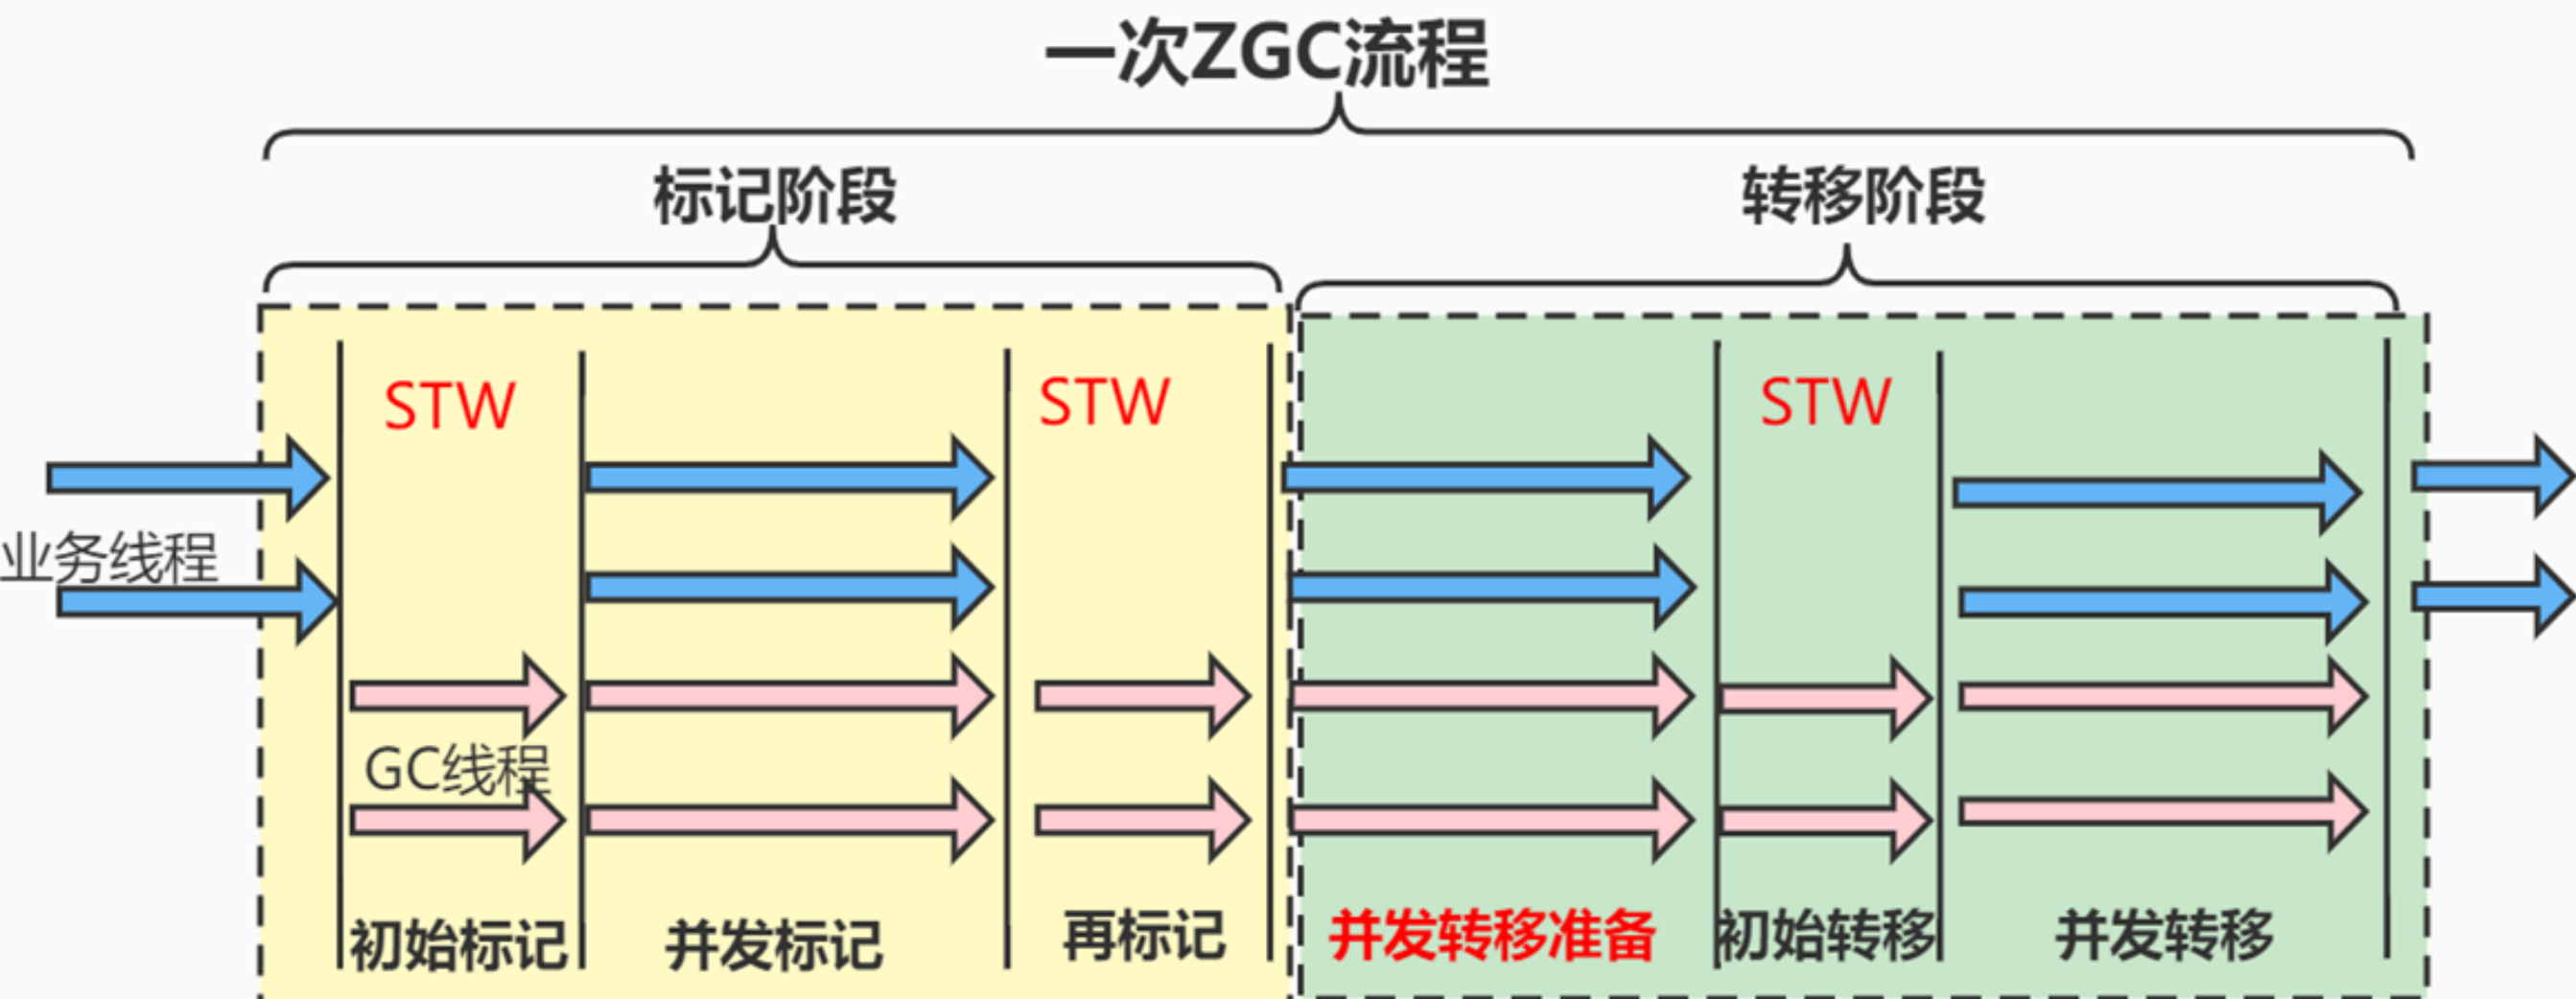 一次ZGC流程
标记阶段
转移阶段
STW
STW
STW
业务线程
GC线程
初始标记
并发标记
再标记
并发转移准备
初始转移
并发转移